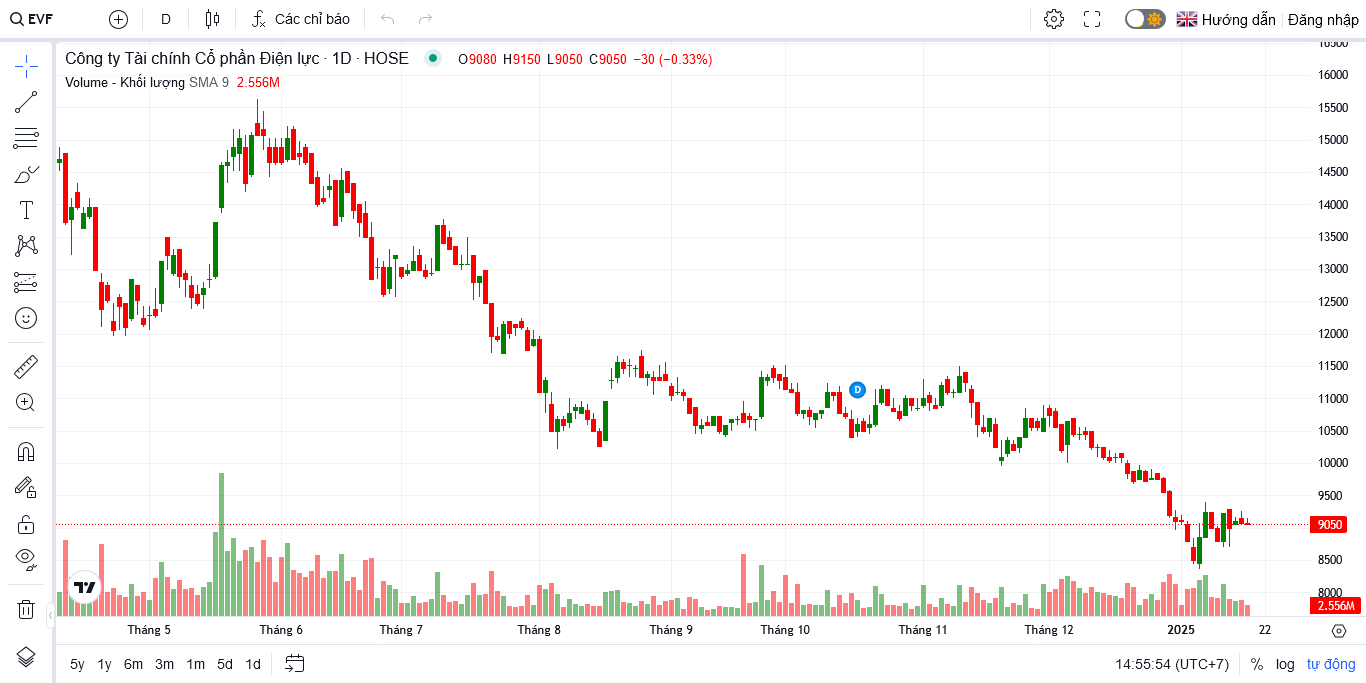 EVF D Các chỉ báo Hướng dẫn Đăng nhập
Công ty Tài chính Cổ phần Điện lực · 1D · HOSE O9080 H9150 L9050 C9050 −30 (−0.33%)
Volume - Khối lượng SMA 9 2.556M
D
16500
16000
15500
15000
14500
14000
13500
13000
12500
12000
11500
11000
10500
10000
9500
9050
8500
8000
2.556M
Tháng 5 Tháng 6 Tháng 7 Tháng 8 Tháng 9 Tháng 10 Tháng 11 Tháng 12 2025 22
5y 1y 6m 3m 1m 5d 1d 14:55:54 (UTC+7) % log tự động